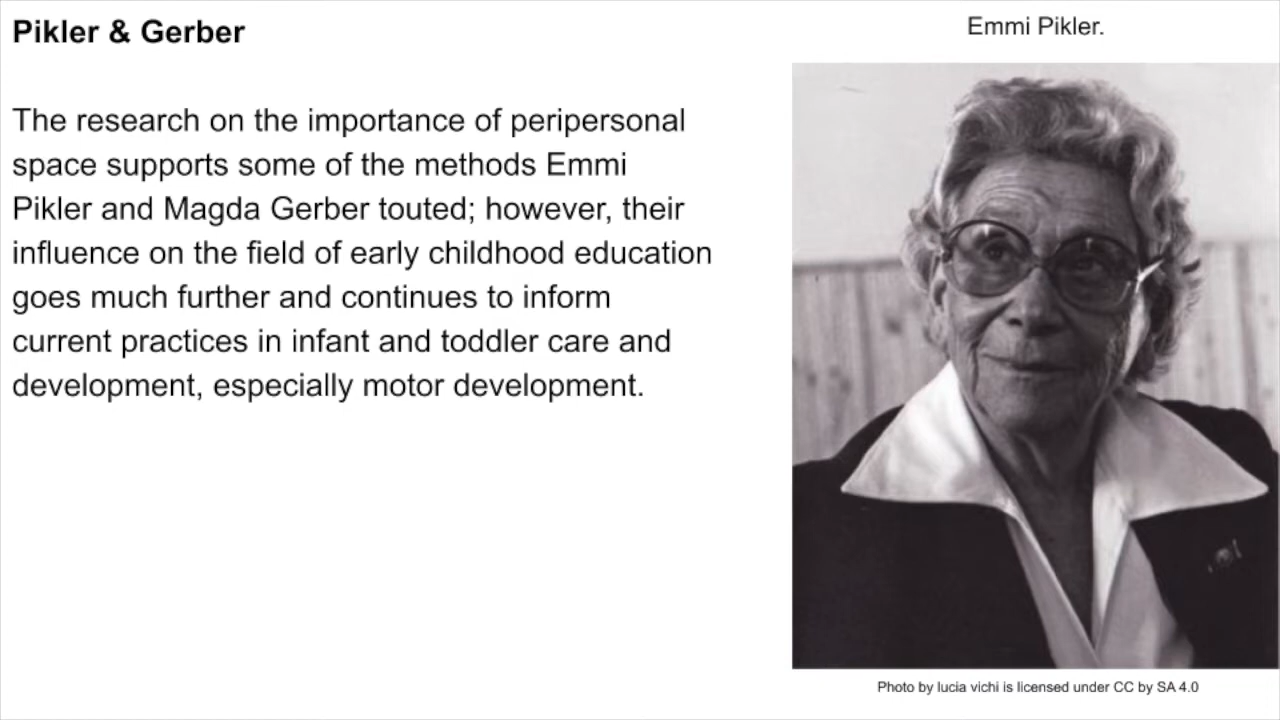 Pikler & Gerber
The research on the importance of peripersonal
space supports some of the methods Emmi
Pikler and Magda Gerber touted; however, their
influence on the field of early childhood education
goes much further and continues to inform
current practices in infant and toddler care and
development, especially motor development.
Emmi Pikler.
Photo by lucia vichi is licensed under CC by SA 4.0